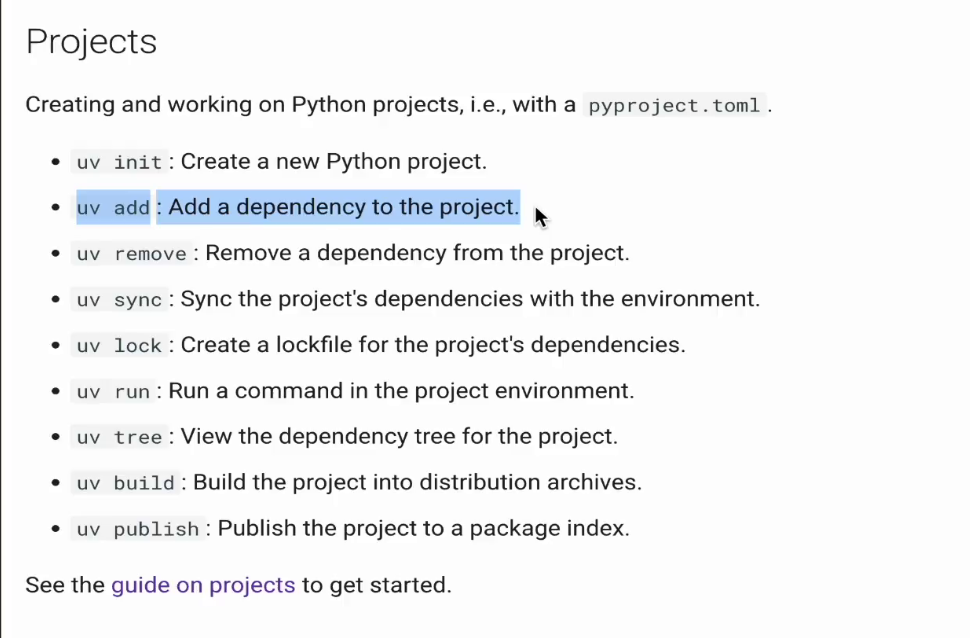 Projects
Creating and working on Python projects, i.e., with a pyproject.toml.
• uv init: Create a new Python project.
• uv add: Add a dependency to the project.
• uv remove: Remove a dependency from the project.
• uv sync: Sync the project's dependencies with the environment.
• uv lock: Create a lockfile for the project's dependencies.
• uv run: Run a command in the project environment.
• uv tree: View the dependency tree for the project.
• uv build: Build the project into distribution archives.
• uv publish: Publish the project to a package index.
See the guide on projects to get started.